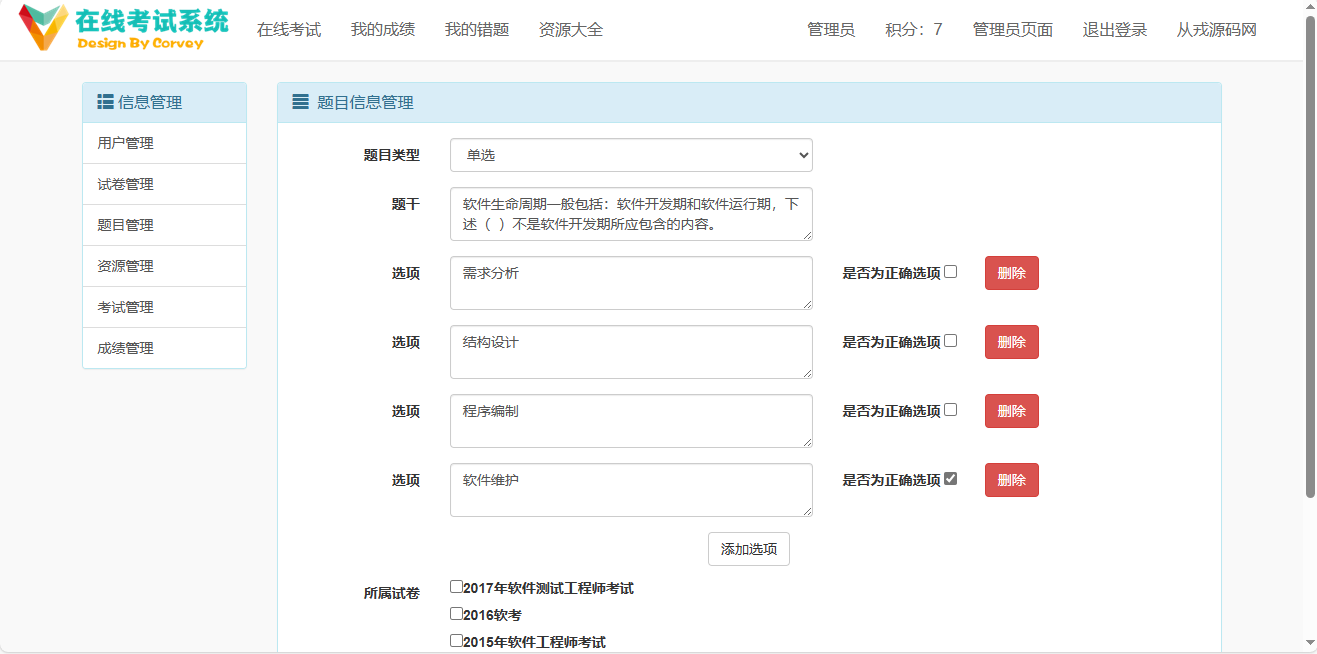 在线考试系统
Design By Corvey
在线考试 我的成绩 我的错题 资源大全 管理员 积分：7 管理员页面 退出登录 从戎源码网
信息管理
用户管理
试卷管理
题目管理
资源管理
考试管理
成绩管理
题目信息管理
题目类型 单选
题干 软件生命周期一般包括：软件开发期和软件运行期，下
述（ ）不是软件开发期所应包含的内容。
选项 需求分析 是否为正确选项 删除
选项 结构设计 是否为正确选项 删除
选项 程序编制 是否为正确选项 删除
选项 软件维护 是否为正确选项 删除
添加选项
所属试卷 2017年软件测试工程师考试
2016软考
2015年软件工程师考试